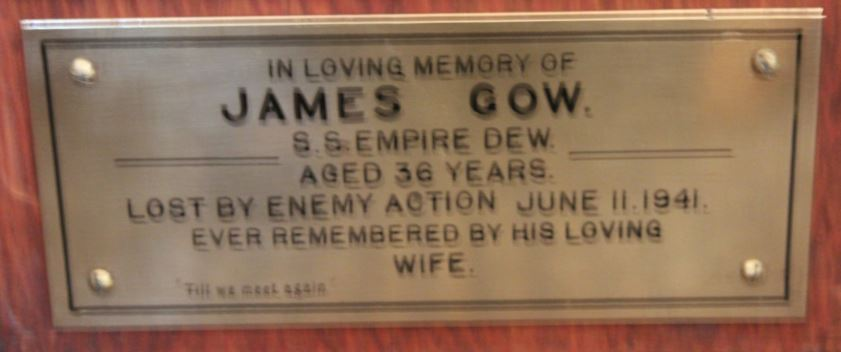 IN LOVING MEMORY OF
JAMES GOW.
S.S. EMPIRE DEW.
AGED 36 YEARS.
LOST BY ENEMY ACTION JUNE 11.1941.
EVER REMEMBERED BY HIS LOVING
WIFE.
"Till we meet again"